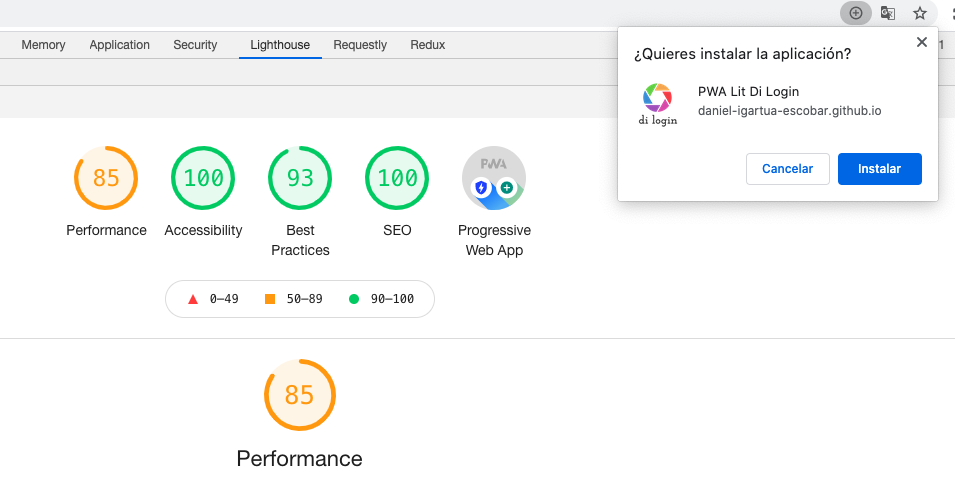 Memory Application Security Lighthouse Requestly Redux
1
¿Quieres instalar la aplicación?
di login
PWA Lit Di Login
daniel-igartua-escobar.github.io
Cancelar Instalar
85 100 93 100 PWA
Performance Accessibility Best Practices SEO Progressive Web App
0–49 50–89 90–100
85
Performance